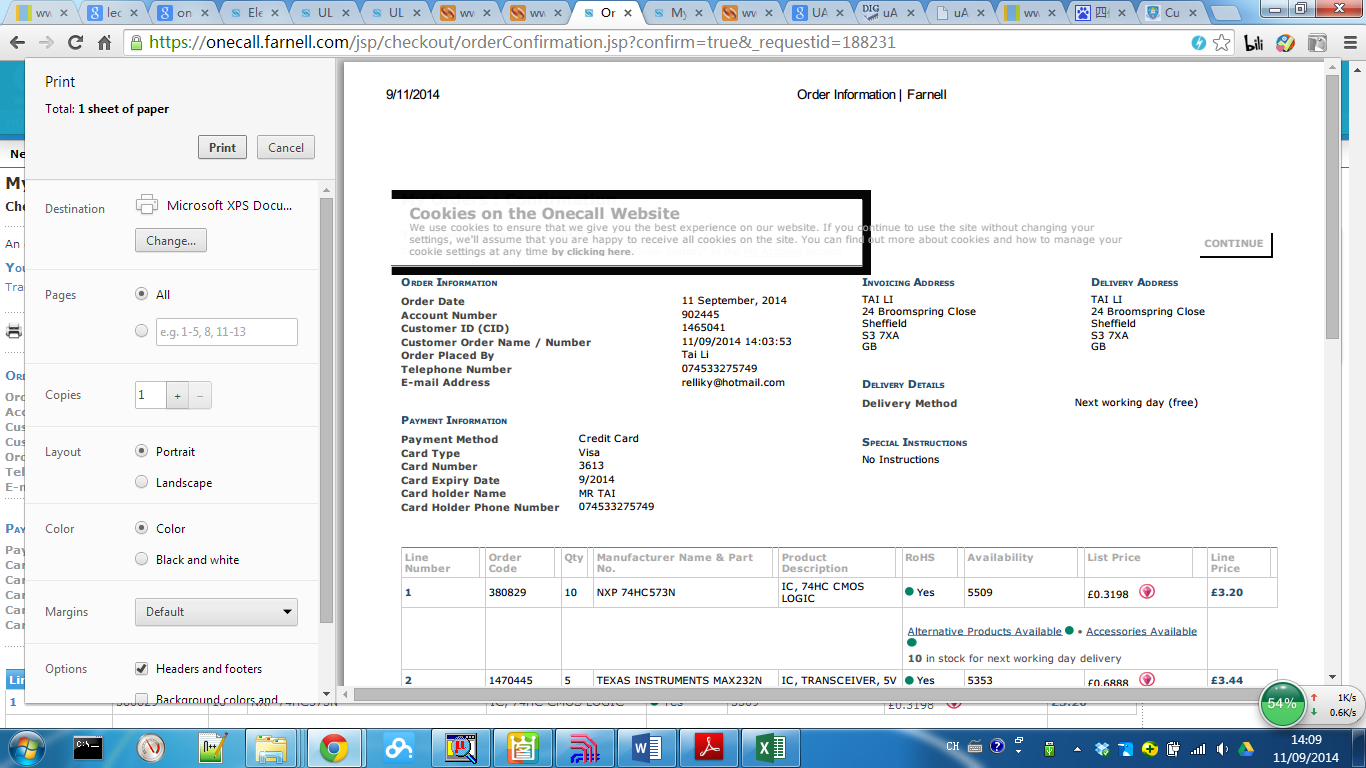 ww
lec
on
Ele
UL
UL
ww
ww
Or
My
ww
UA
DIG
uA
uA
ww
Cu
https://onecall.farnell.com/jsp/checkout/orderConfirmation.jsp?confirm=true&_requestid=188231
bili
Print
Total: 1 sheet of paper
Print
Cancel
Destination
Microsoft XPS Docu...
Change...
Pages
All
e.g. 1-5, 8, 11-13
Copies
1
+
−
Layout
Portrait
Landscape
Color
Color
Black and white
Margins
Default
Options
Headers and footers
Background colors and
9/11/2014
Order Information | Farnell
Cookies on the Onecall Website
We use cookies to ensure that we give you the best experience on our website. If you continue to use the site without changing your
settings, we'll assume that you are happy to receive all cookies on the site. You can find out more about cookies and how to manage your
cookie settings at any time by clicking here.
CONTINUE
ORDER INFORMATION
Order Date 11 September, 2014
Account Number 902445
Customer ID (CID) 1465041
Customer Order Name / Number 11/09/2014 14:03:53
Order Placed By Tai Li
Telephone Number 074533275749
E-mail Address relliky@hotmail.com
INVOICING ADDRESS
TAI LI
24 Broomspring Close
Sheffield
S3 7XA
GB
DELIVERY ADDRESS
TAI LI
24 Broomspring Close
Sheffield
S3 7XA
GB
DELIVERY DETAILS
Delivery Method Next working day (free)
PAYMENT INFORMATION
Payment Method Credit Card
Card Type Visa
Card Number 3613
Card Expiry Date 9/2014
Card holder Name MR TAI
Card Holder Phone Number 074533275749
SPECIAL INSTRUCTIONS
No Instructions
Line Number Order Code Qty Manufacturer Name & Part No. Product Description RoHS Availability List Price Line Price
1 380829 10 NXP 74HC573N IC, 74HC CMOS LOGIC Yes 5509 £0.3198 £3.20
Alternative Products Available • Accessories Available
10 in stock for next working day delivery
2 1470445 5 TEXAS INSTRUMENTS MAX232N IC, TRANSCEIVER, 5V Yes 5353 £0.6888 £3.44
54%
1K/s
0.6K/s
CH
14:09
11/09/2014